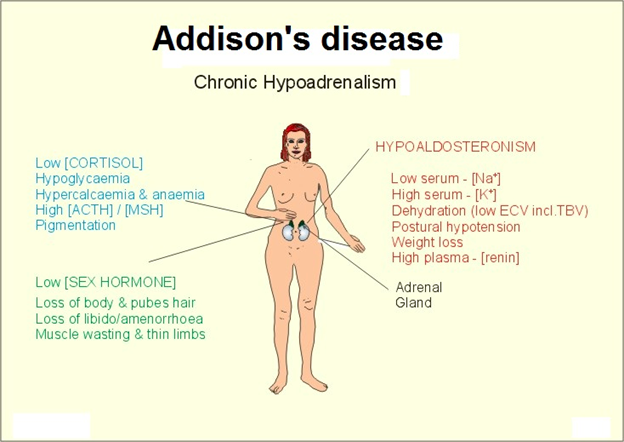 Addison's disease
Chronic Hypoadrenalism
Low [CORTISOL]
Hypoglycaemia
Hypercalcaemia & anaemia
High [ACTH] / [MSH]
Pigmentation
Low [SEX HORMONE]
Loss of body & pubes hair
Loss of libido/amenorrhoea
Muscle wasting & thin limbs
HYPOALDOSTERONISM
Low serum - [Na⁺]
High serum - [K⁺]
Dehydration (low ECV incl.TBV)
Postural hypotension
Weight loss
High plasma - [renin]
Adrenal
Gland